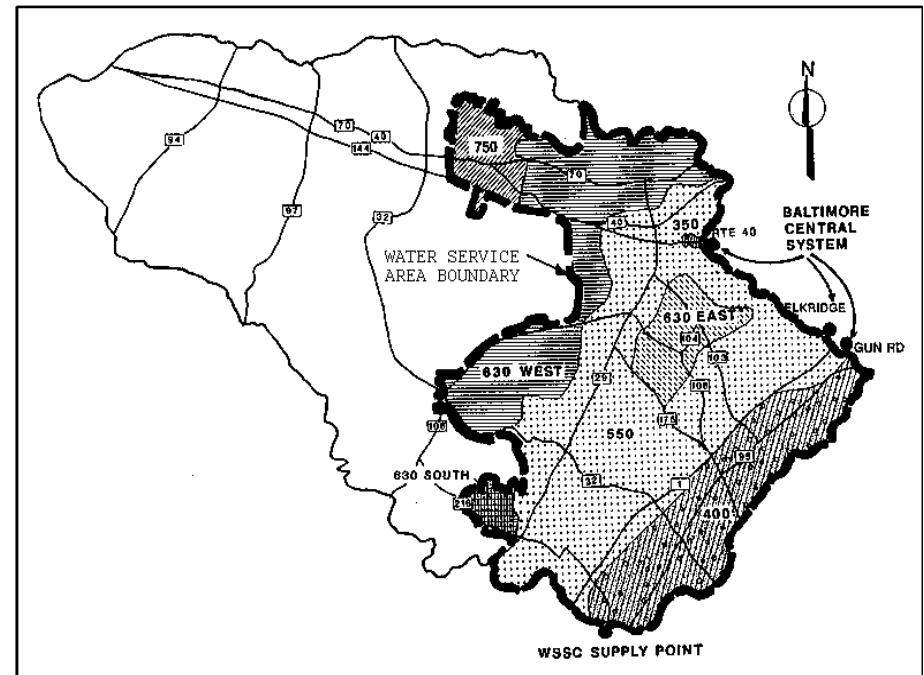 N
94
70
40
144
750
70
97
32
40
350
RTE 40
BALTIMORE
CENTRAL
SYSTEM
WATER SERVICE
AREA BOUNDARY
630 EAST
ELKRIDGE
104
103
GUN RD
630 WEST
29
108
108
175
550
95
630 SOUTH
32
1
216
400
WSSC SUPPLY POINT